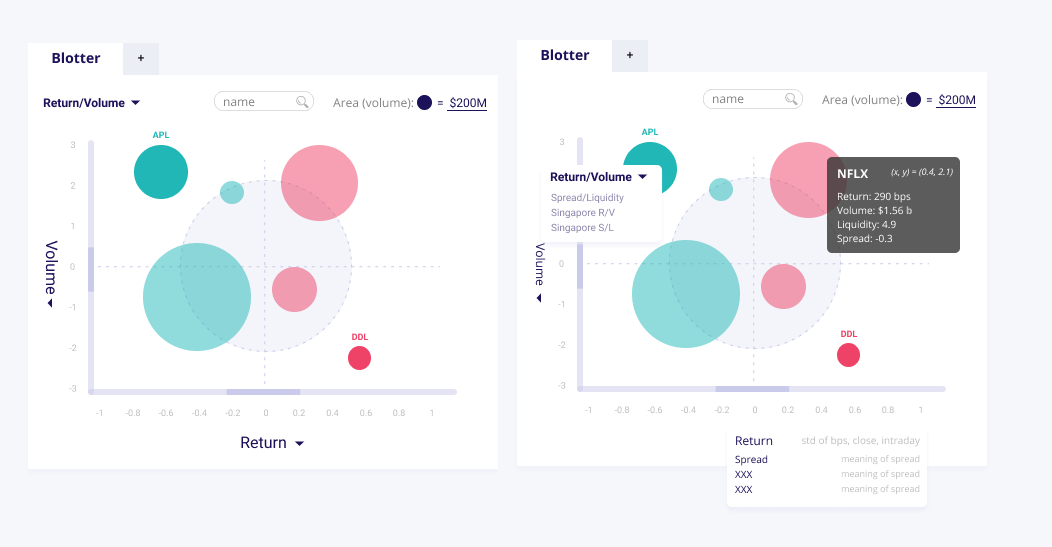 Blotter
+
Return/Volume
name
Area (volume):
=
$200M
APL
3
2
1
0
-1
-2
-3
Volume
DDL
-1
-0.8
-0.6
-0.4
-0.2
0
0.2
0.4
0.6
0.8
1
Return
Blotter
+
name
Area (volume):
=
$200M
APL
3
Return/Volume
Spread/Liquidity
Singapore R/V
Singapore S/L
NFLX
(x, y) = (0.4, 2.1)
Return: 290 bps
Volume: $1.56 b
Liquidity: 4.9
Spread: -0.3
Volume
0
-1
-2
-3
DDL
-1
-0.8
-0.6
-0.4
-0.2
0
0.2
0.4
0.6
0.8
1
Return
std of bps, close, intraday
Spread
meaning of spread
XXX
meaning of spread
XXX
meaning of spread